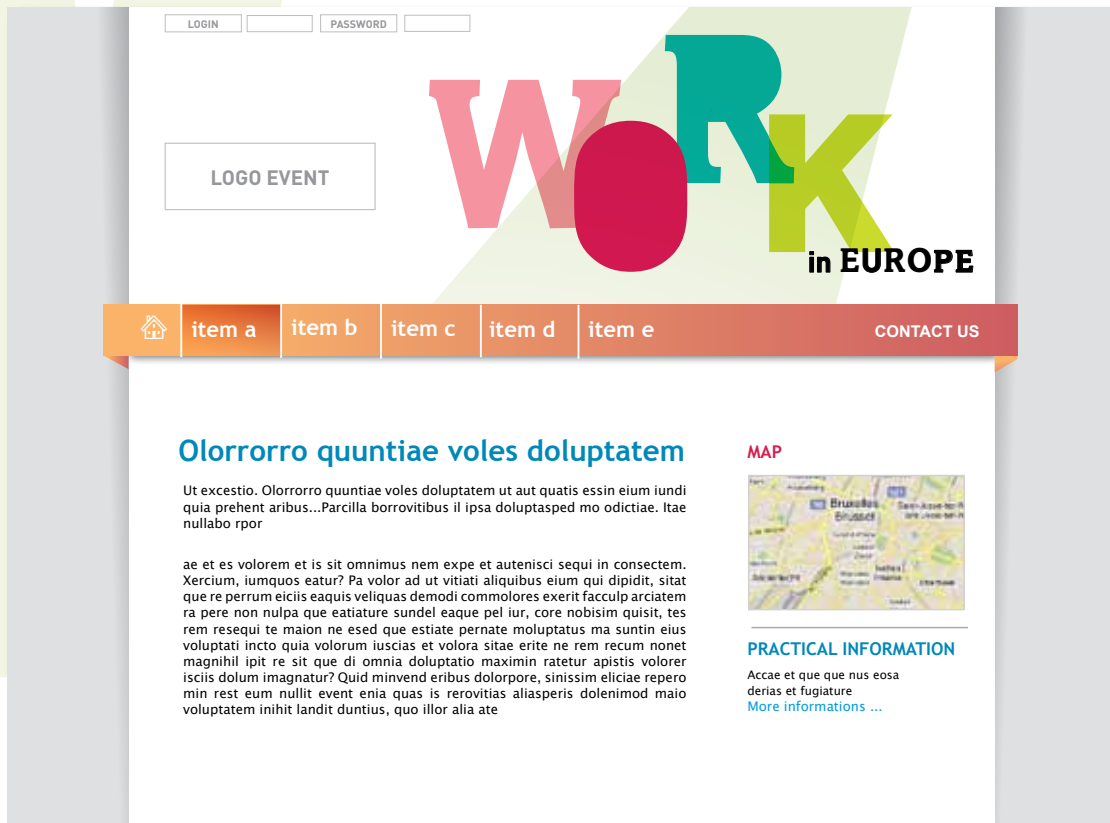 LOGIN PASSWORD
WORK
in EUROPE
LOGO EVENT
item a item b item c item d item e CONTACT US
Olorrorro quuntiae voles doluptatem
Ut excestio. Olorrorro quuntiae voles doluptatem ut aut quatis essin eium iundi
quia prehent aribus...Parcilla borrovitibus il ipsa doluptasped mo odictiae. Itae
nullabo rpor
ae et es volorem et is sit omnimus nem expe et autenisci sequi in consectem.
Xercium, iumquos eatur? Pa volor ad ut vitiati aliquibus eium qui dipidit, sitat
que re perrum eiciis eaquis veliquas demodi commolores exerit facculp arciatem
ra pere non nulpa que eatiature sundel eaque pel iur, core nobisim quisit, tes
rem resequi te maion ne esed que estiate pernate moluptatus ma suntin eius
voluptati incto quia volorum iuscias et volora sitae erite ne rem recum nonet
magnihil ipit re sit que di omnia doluptatio maximin ratetur apistis volorer
isciis dolum imagnatur? Quid minvend eribus dolorpore, sinissim eliciae repero
min rest eum nullit event enia quas is rerovitias aliasperis dolenimod maio
voluptatem inihit landit duntius, quo illor alia ate
MAP
Bruxelles
Brussel
PRACTICAL INFORMATION
Accae et que que nus eosa
derias et fugiature
More informations ...